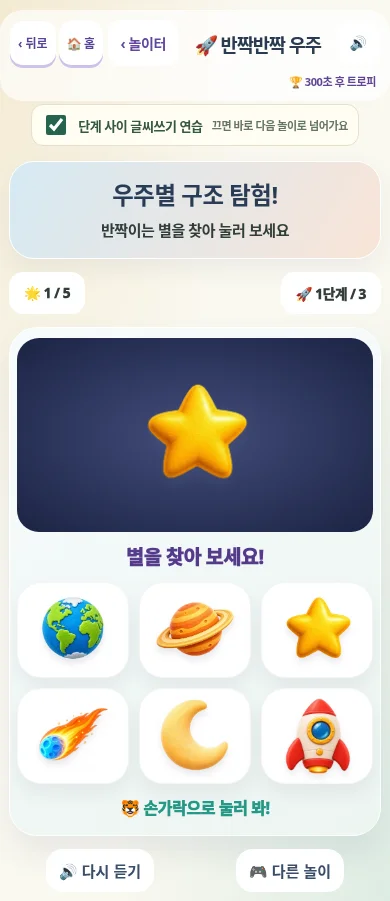 ‹ 뒤로 🏠 홈 ‹ 놀이터 🚀 반짝반짝 우주 🔊
🏆 300초 후 트로피
단계 사이 글씨쓰기 연습 끄면 바로 다음 놀이로 넘어가요
우주별 구조 탐험!
반짝이는 별을 찾아 눌러 보세요
🌟 1 / 5 🚀 1단계 / 3
별을 찾아 보세요!
🐯 손가락으로 눌러 봐!
🔊 다시 듣기 🎮 다른 놀이